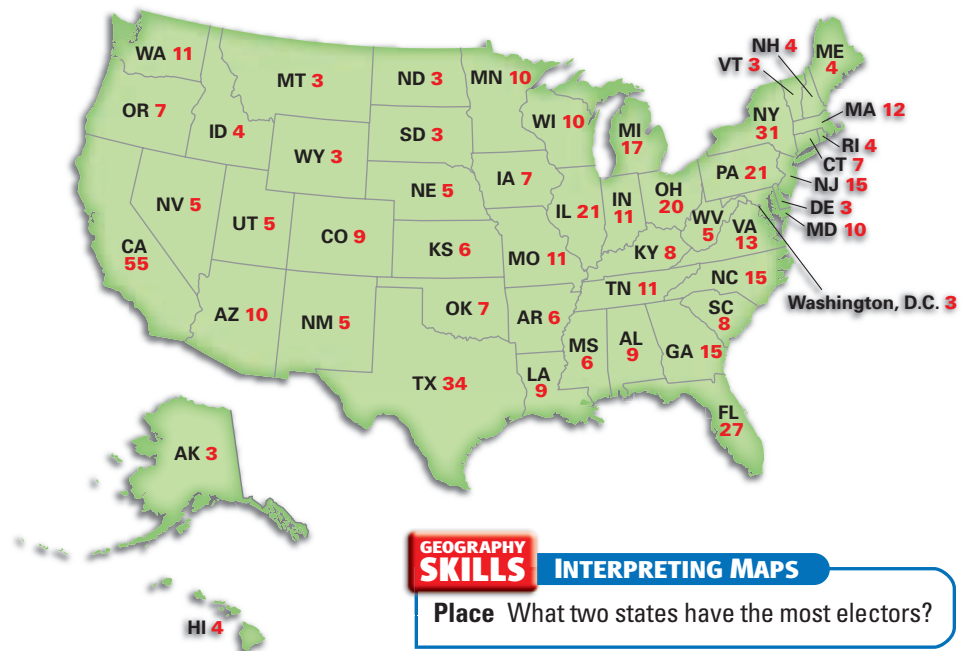 NH 4
VT 3
ME
4
WA 11
MT 3
ND 3
MN 10
OR 7
ID 4
SD 3
WI 10
MI
17
NY
31
MA 12
RI 4
CT 7
WY 3
PA 21
NJ 15
NE 5
IA 7
DE 3
MD 10
NV 5
UT 5
CO 9
IL 21
IN
11
OH
20
WV
5
VA
13
CA
55
KS 6
MO 11
KY 8
NC 15
TN 11
Washington, D.C. 3
AZ 10
NM 5
OK 7
AR 6
SC
8
MS
6
AL
9
GA 15
TX 34
LA
9
FL
27
AK 3
HI 4
GEOGRAPHY
SKILLS
INTERPRETING MAPS
Place What two states have the most electors?